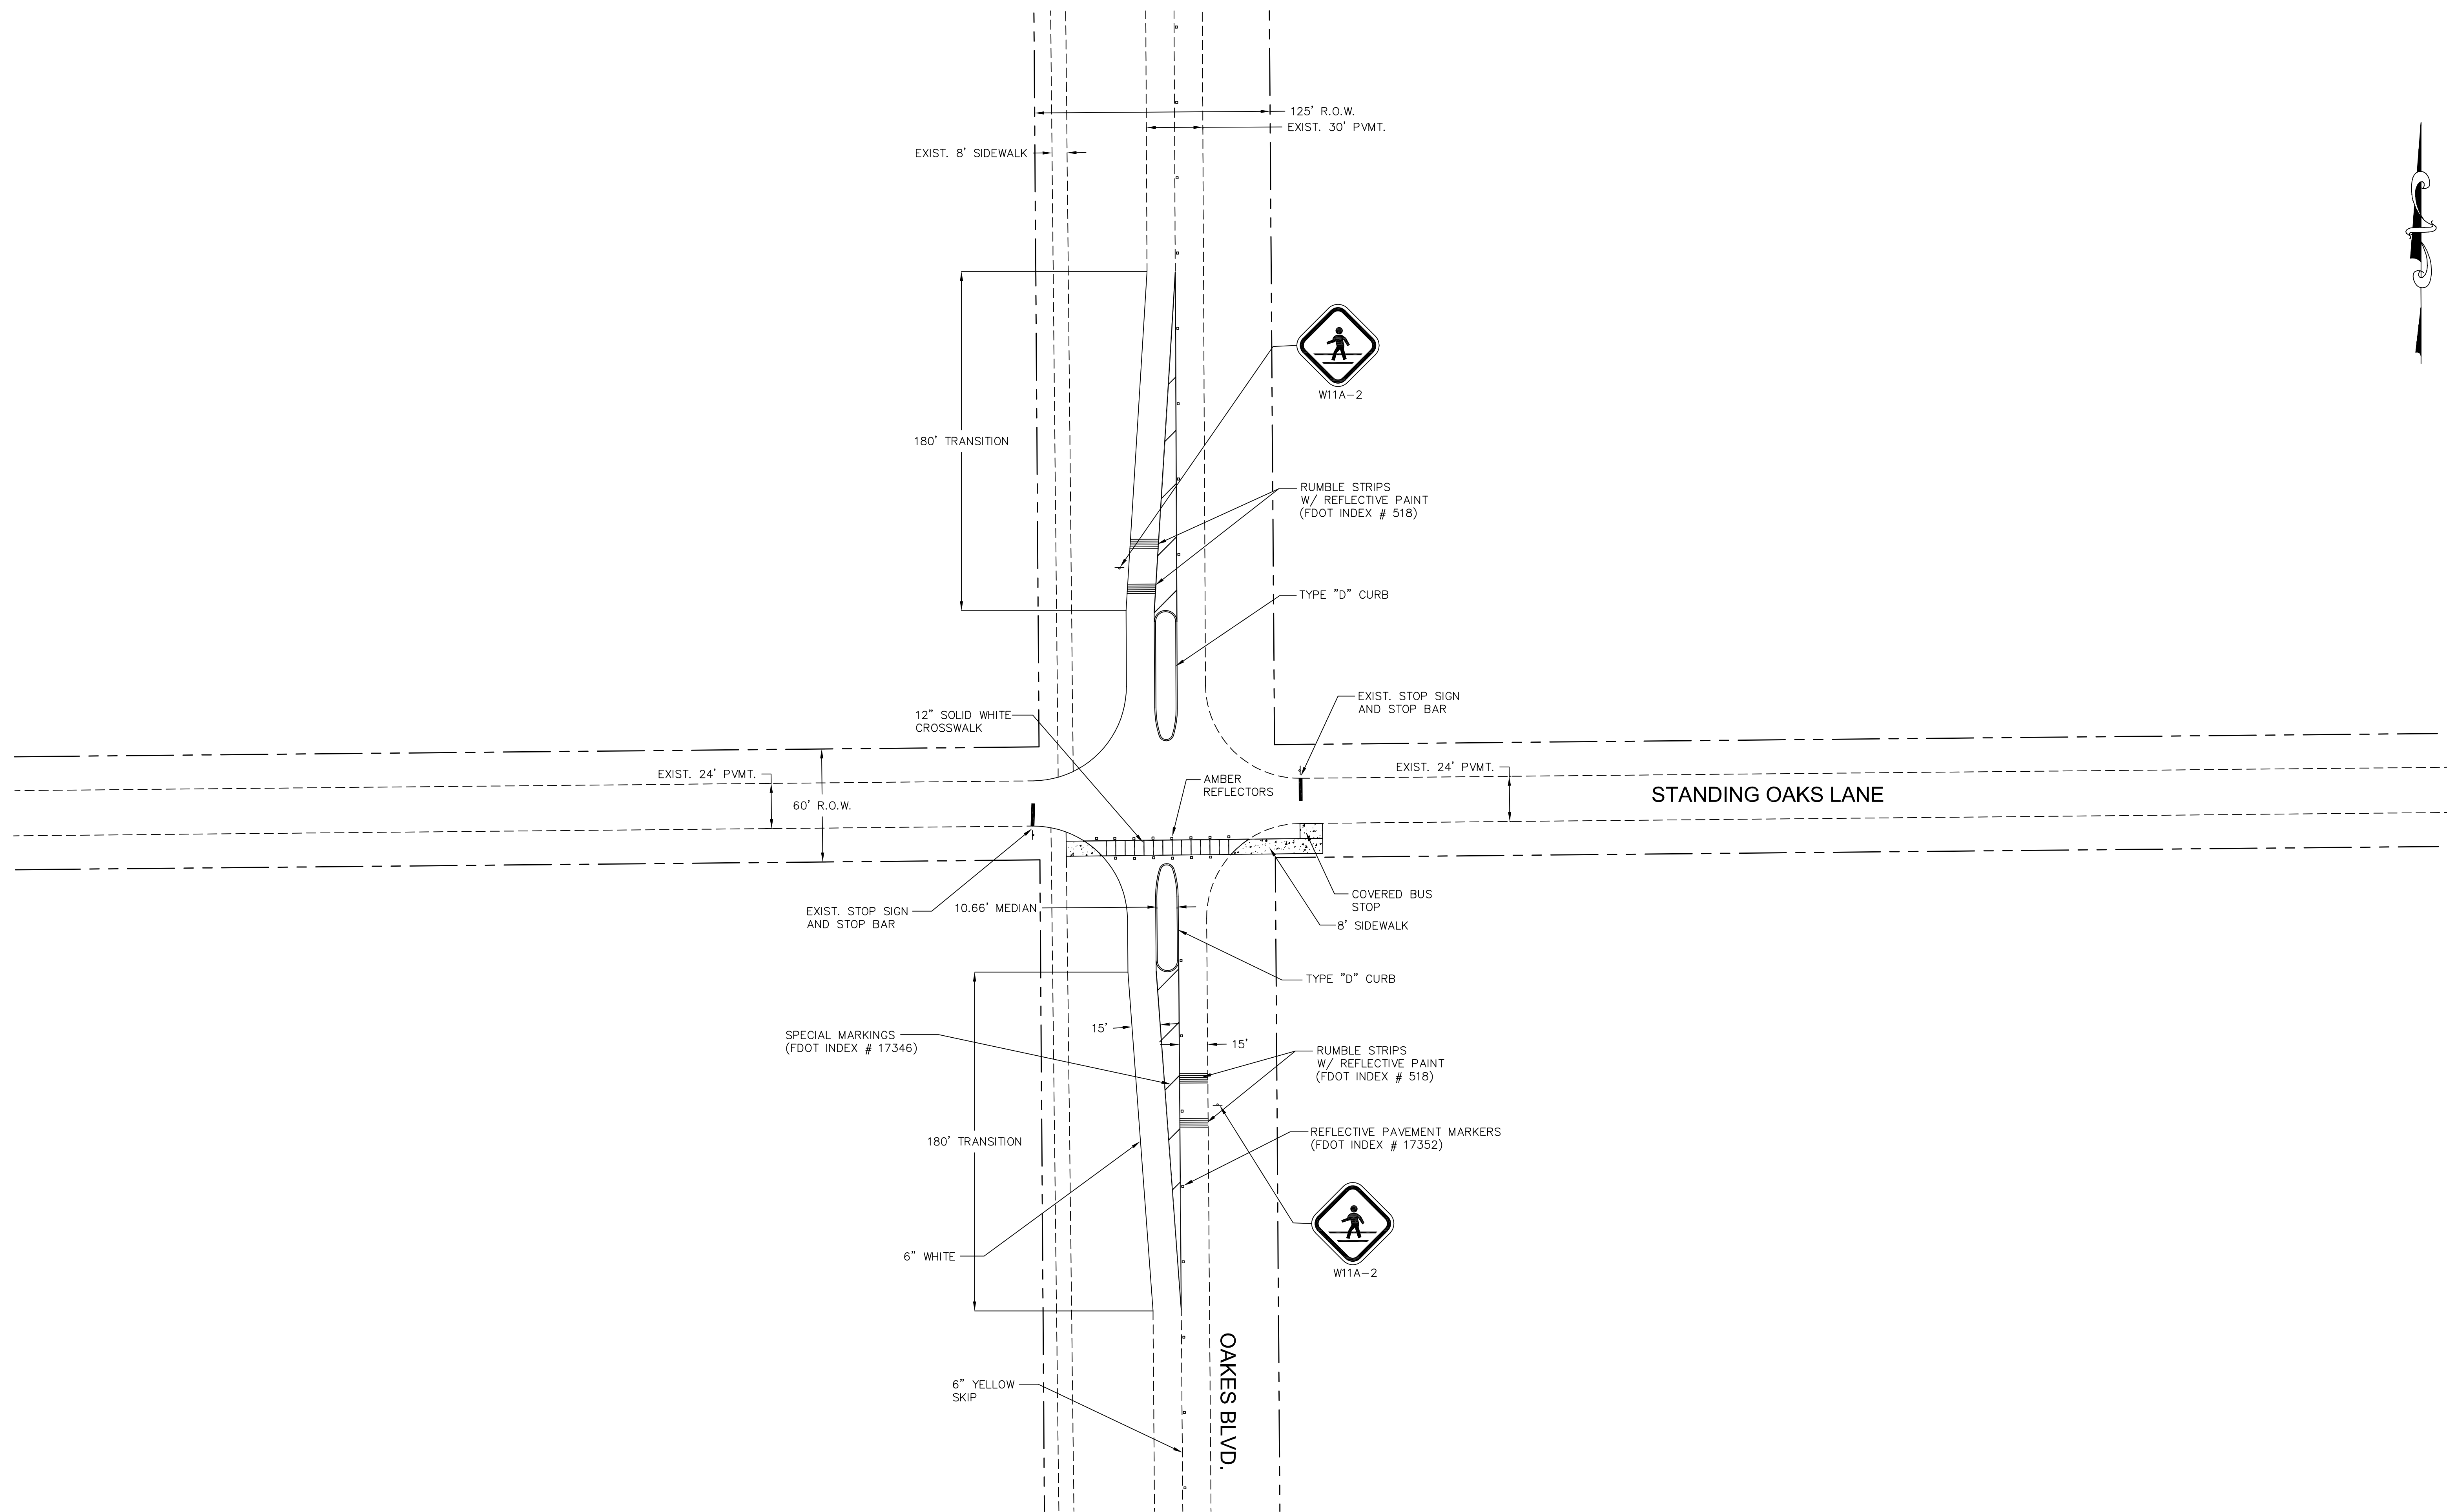 125' R.O.W.
EXIST. 30' PVMT.
EXIST. 8' SIDEWALK
W11A-2
180' TRANSITION
RUMBLE STRIPS
W/ REFLECTIVE PAINT
(FDOT INDEX # 518)
TYPE "D" CURB
EXIST. STOP SIGN
AND STOP BAR
12" SOLID WHITE
CROSSWALK
EXIST. 24' PVMT.
60' R.O.W.
AMBER
REFLECTORS
EXIST. 24' PVMT.
STANDING OAKS LANE
EXIST. STOP SIGN
AND STOP BAR
10.66' MEDIAN
COVERED BUS
STOP
8' SIDEWALK
TYPE "D" CURB
SPECIAL MARKINGS
(FDOT INDEX # 17346)
15'
15'
RUMBLE STRIPS
W/ REFLECTIVE PAINT
(FDOT INDEX # 518)
180' TRANSITION
REFLECTIVE PAVEMENT MARKERS
(FDOT INDEX # 17352)
6" WHITE
W11A-2
OAKES BLVD.
6" YELLOW
SKIP